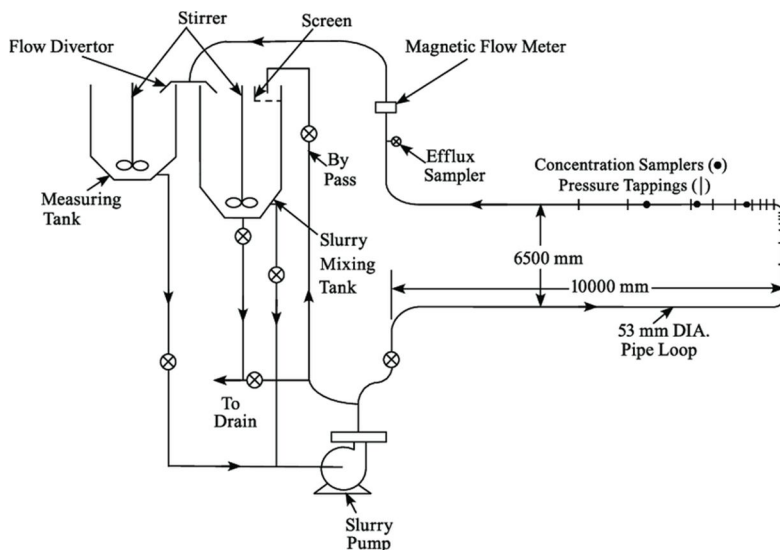 Stirrer
Screen
Flow Divertor
Magnetic Flow Meter
By
Pass
Efflux
Sampler
Concentration Samplers (●)
Pressure Tappings (|)
Measuring
Tank
Slurry
Mixing
Tank
6500 mm
10000 mm
53 mm DIA.
Pipe Loop
To
Drain
Slurry
Pump